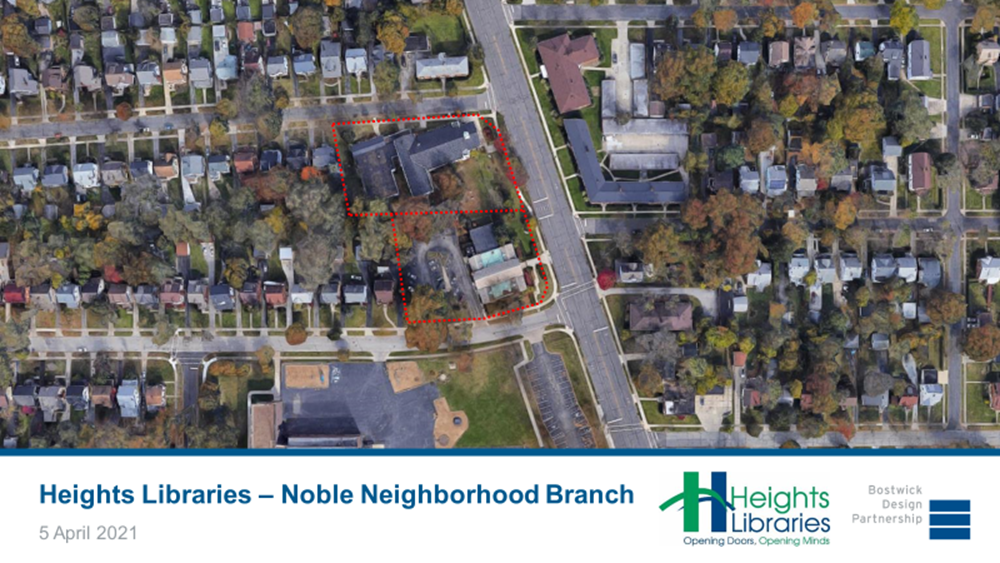 Heights Libraries – Noble Neighborhood Branch
5 April 2021
Heights
Libraries
Opening Doors, Opening Minds
Bostwick
Design
Partnership